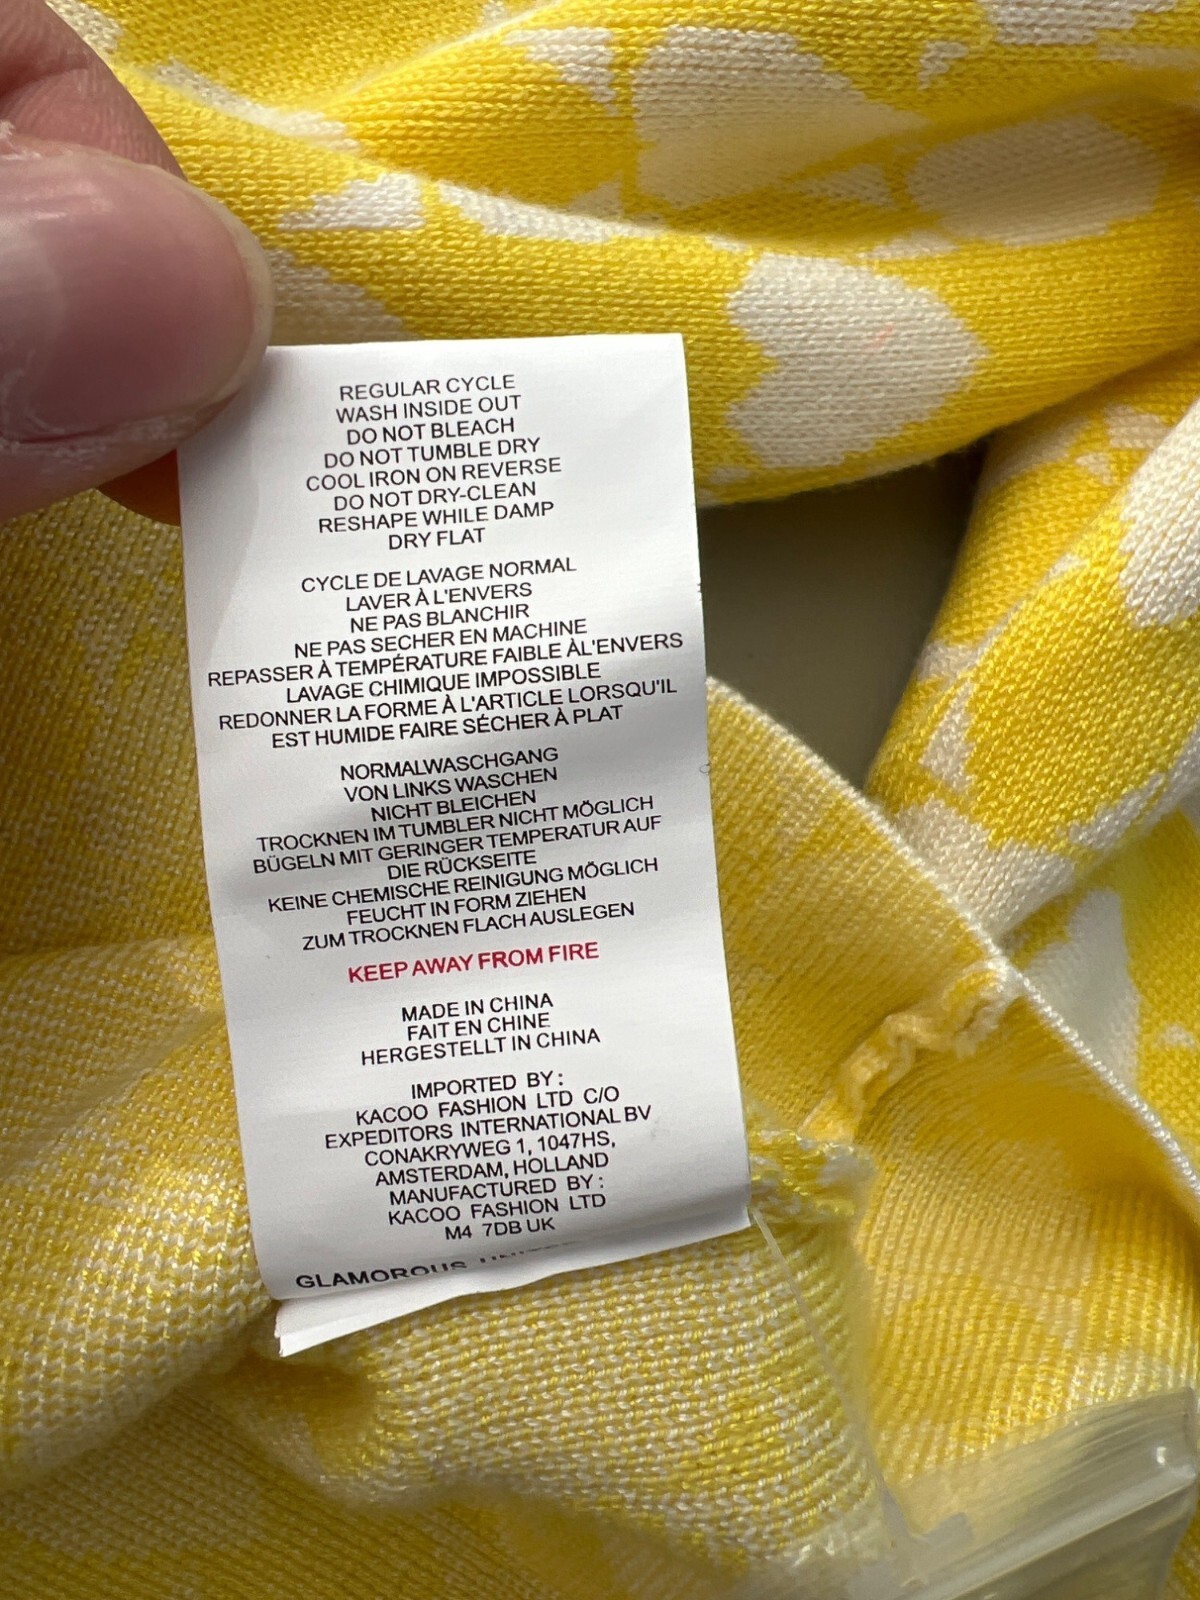 REGULAR CYCLE
WASH INSIDE OUT
DO NOT BLEACH
DO NOT TUMBLE DRY
COOL IRON ON REVERSE
DO NOT DRY-CLEAN
RESHAPE WHILE DAMP
DRY FLAT
CYCLE DE LAVAGE NORMAL
LAVER À L'ENVERS
NE PAS BLANCHIR
NE PAS SECHER EN MACHINE
REPASSER À TEMPÉRATURE FAIBLE ÀL'ENVERS
LAVAGE CHIMIQUE IMPOSSIBLE
REDONNER LA FORME À L'ARTICLE LORSQU'IL
EST HUMIDE FAIRE SÉCHER À PLAT
NORMALWASCHGANG
VON LINKS WASCHEN
NICHT BLEICHEN
TROCKNEN IM TUMBLER NICHT MÖGLICH
BÜGELN MIT GERINGER TEMPERATUR AUF
DIE RÜCKSEITE
KEINE CHEMISCHE REINIGUNG MÖGLICH
FEUCHT IN FORM ZIEHEN
ZUM TROCKNEN FLACH AUSLEGEN
KEEP AWAY FROM FIRE
MADE IN CHINA
FAIT EN CHINE
HERGESTELLT IN CHINA
IMPORTED BY :
KACOO FASHION LTD C/O
EXPEDITORS INTERNATIONAL BV
CONAKRYWEG 1, 1047HS,
AMSTERDAM, HOLLAND
MANUFACTURED BY :
KACOO FASHION LTD
M4 7DB UK
GLAMOROUS